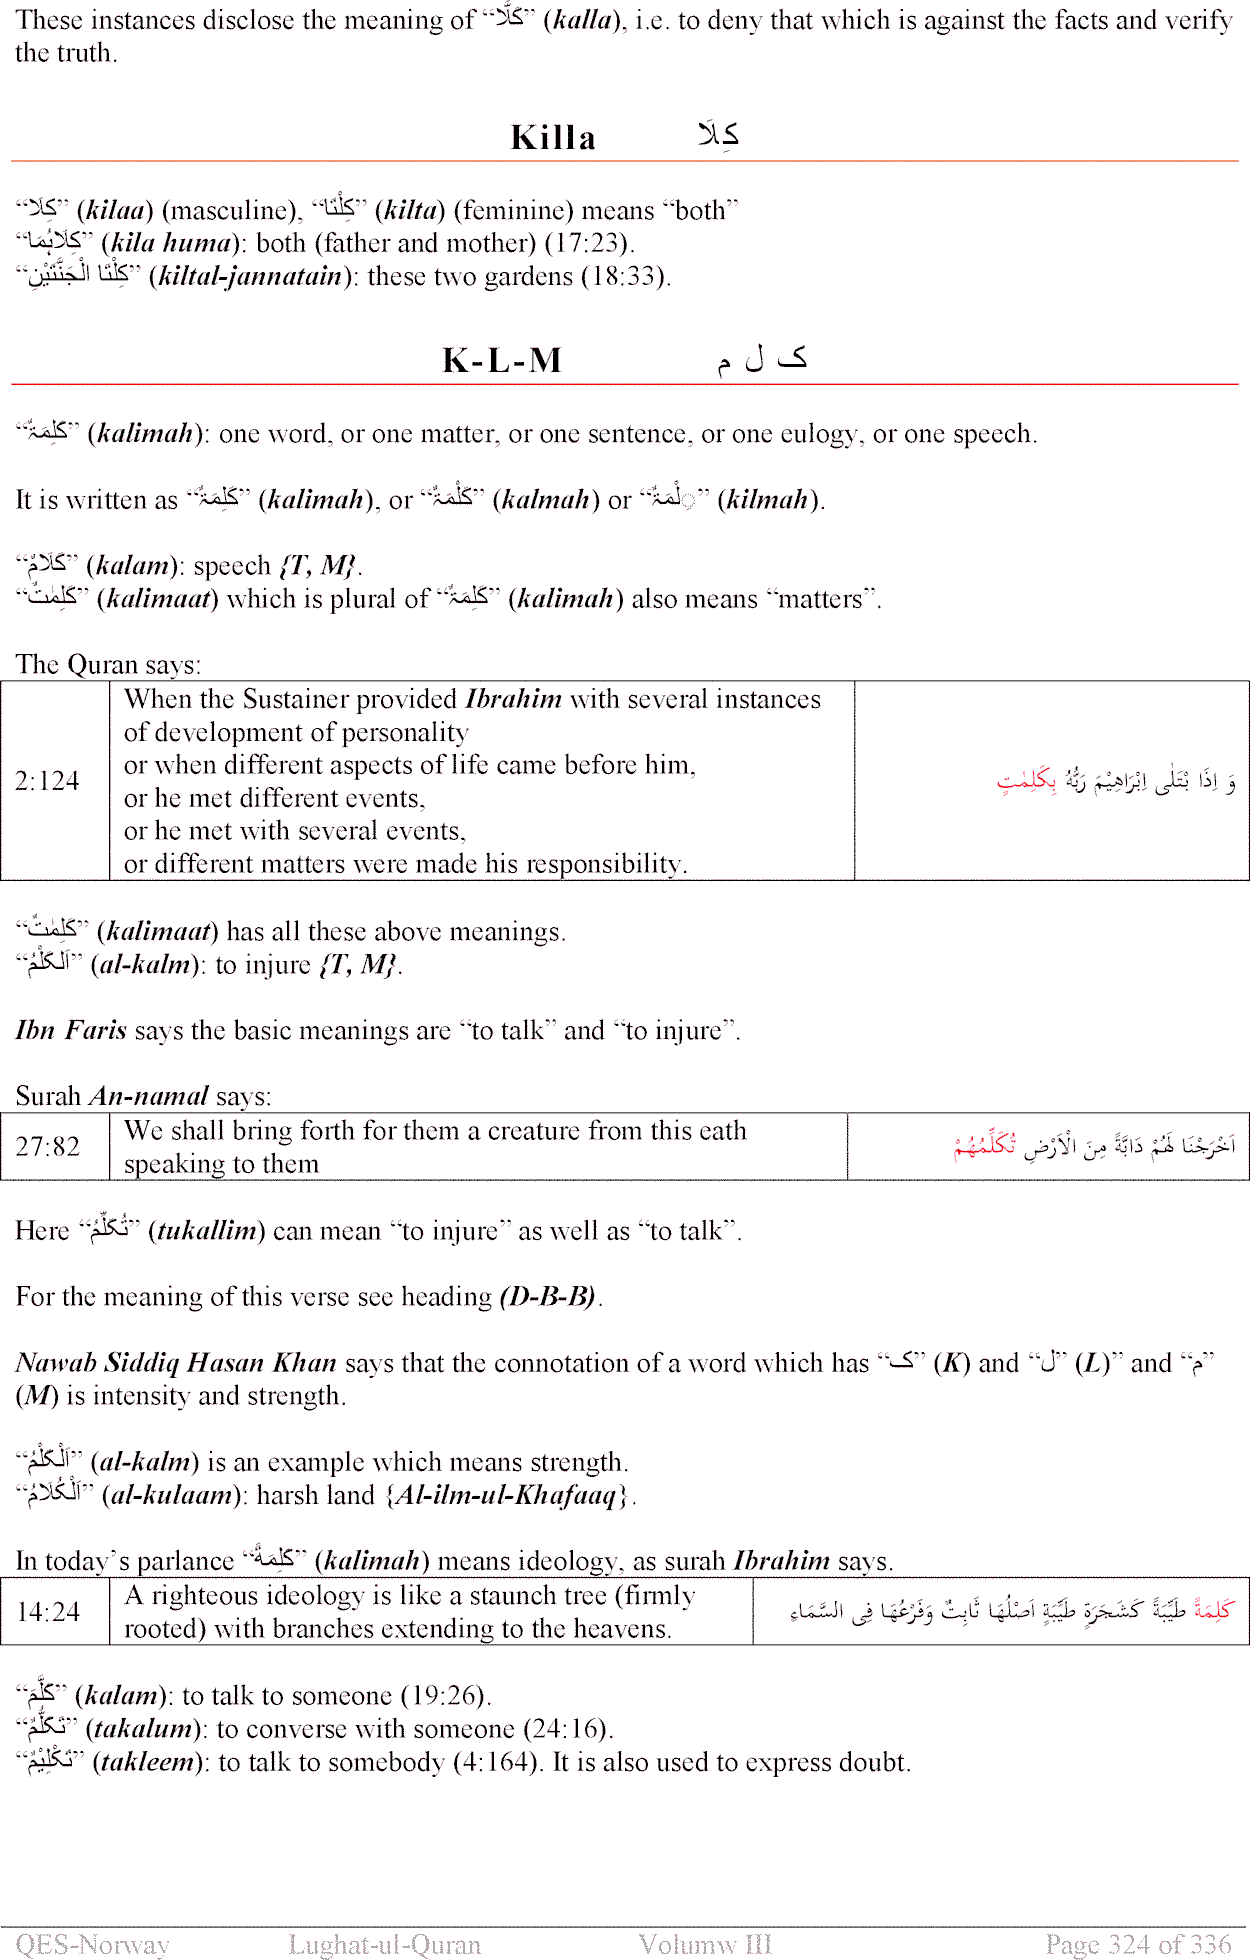 These instances disclose the meaning of “کَلَّا” (kalla), i.e. to deny that which is against the facts and verify
the truth.
Killa کِلَا
“کِلَا” (kilaa) (masculine), “کِلْتَا” (kilta) (feminine) means “both”
“کِلَاہُمَا” (kila huma): both (father and mother) (17:23).
“کِلْتَا الْجَنَّتَیْنِ” (kiltal-jannatain): these two gardens (18:33).
K-L-M ک ل م
“کَلِمَۃٌ” (kalimah): one word, or one matter, or one sentence, or one eulogy, or one speech.
It is written as “کَلِمَۃٌ” (kalimah), or “کَلْمَۃٌ” (kalmah) or “ِلْمَۃٌ” (kilmah).
“کَلَامٌ” (kalam): speech {T, M}.
“کَلِمٰتٌ” (kalimaat) which is plural of “کَلِمَۃٌ” (kalimah) also means “matters”.
The Quran says:
2:124
When the Sustainer provided Ibrahim with several instances
of development of personality
or when different aspects of life came before him,
or he met different events,
or he met with several events,
or different matters were made his responsibility.
وَ اِذَا بْتَلٰى اِبْرَاهِيْمَ رَبُّهٗ بِكَلِمٰتٍ
“کَلِمٰتٌ” (kalimaat) has all these above meanings.
“اَلْکَلْمُ” (al-kalm): to injure {T, M}.
Ibn Faris says the basic meanings are “to talk” and “to injure”.
Surah An-namal says:
27:82
We shall bring forth for them a creature from this eath
speaking to them
اَخْرَجْنَا لَهُمْ دَابَّةً مِنَ الْاَرْضِ تُكَلِّمُهُمْ
Here “تُکَلِّمُ” (tukallim) can mean “to injure” as well as “to talk”.
For the meaning of this verse see heading (D-B-B).
Nawab Siddiq Hasan Khan says that the connotation of a word which has “ک” (K) and “ل” (L)” and “م”
(M) is intensity and strength.
“اَلْکَلْمُ” (al-kalm) is an example which means strength.
“اَلْکُلَامُ” (al-kulaam): harsh land {Al-ilm-ul-Khafaaq}.
In today’s parlance “کَلِمَۃً” (kalimah) means ideology, as surah Ibrahim says.
14:24
A righteous ideology is like a staunch tree (firmly
rooted) with branches extending to the heavens.
كَلِمَةً طَيِّبَةً كَشَجَرَةٍ طَيِّبَةٍ اَصْلُهَا ثَابِتٌ وَفَرْعُهَا فِى السَّمَاءِ
“کَلَّمَ” (kalam): to talk to someone (19:26).
“تَکَلُّمٌ” (takalum): to converse with someone (24:16).
“تَکْلِیْمٌ” (takleem): to talk to somebody (4:164). It is also used to express doubt.
QES-Norway Lughat-ul-Quran Volumw III Page 324 of 336